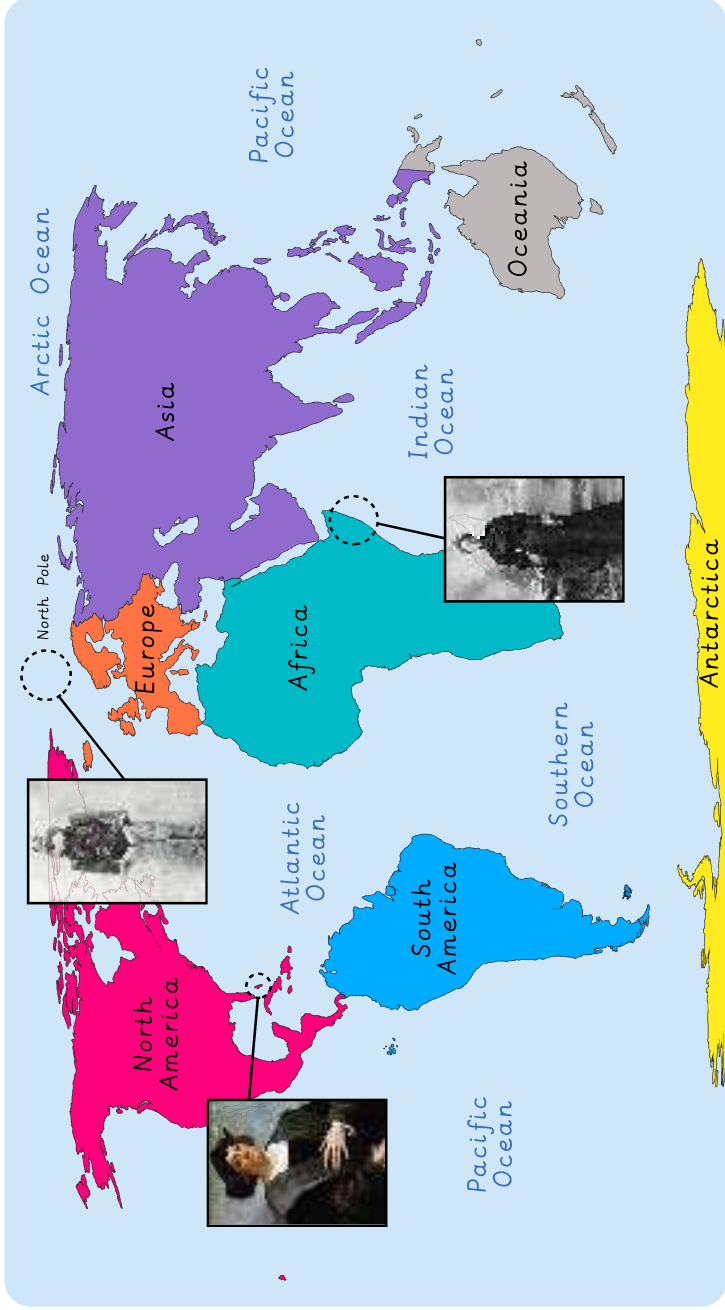 Arctic Ocean
North Pole
Pacific
Ocean
North
America
Europe
Asia
Atlantic
Ocean
Africa
Indian
Ocean
Pacific
Ocean
South
America
Southern
Ocean
Oceania
Antarctica